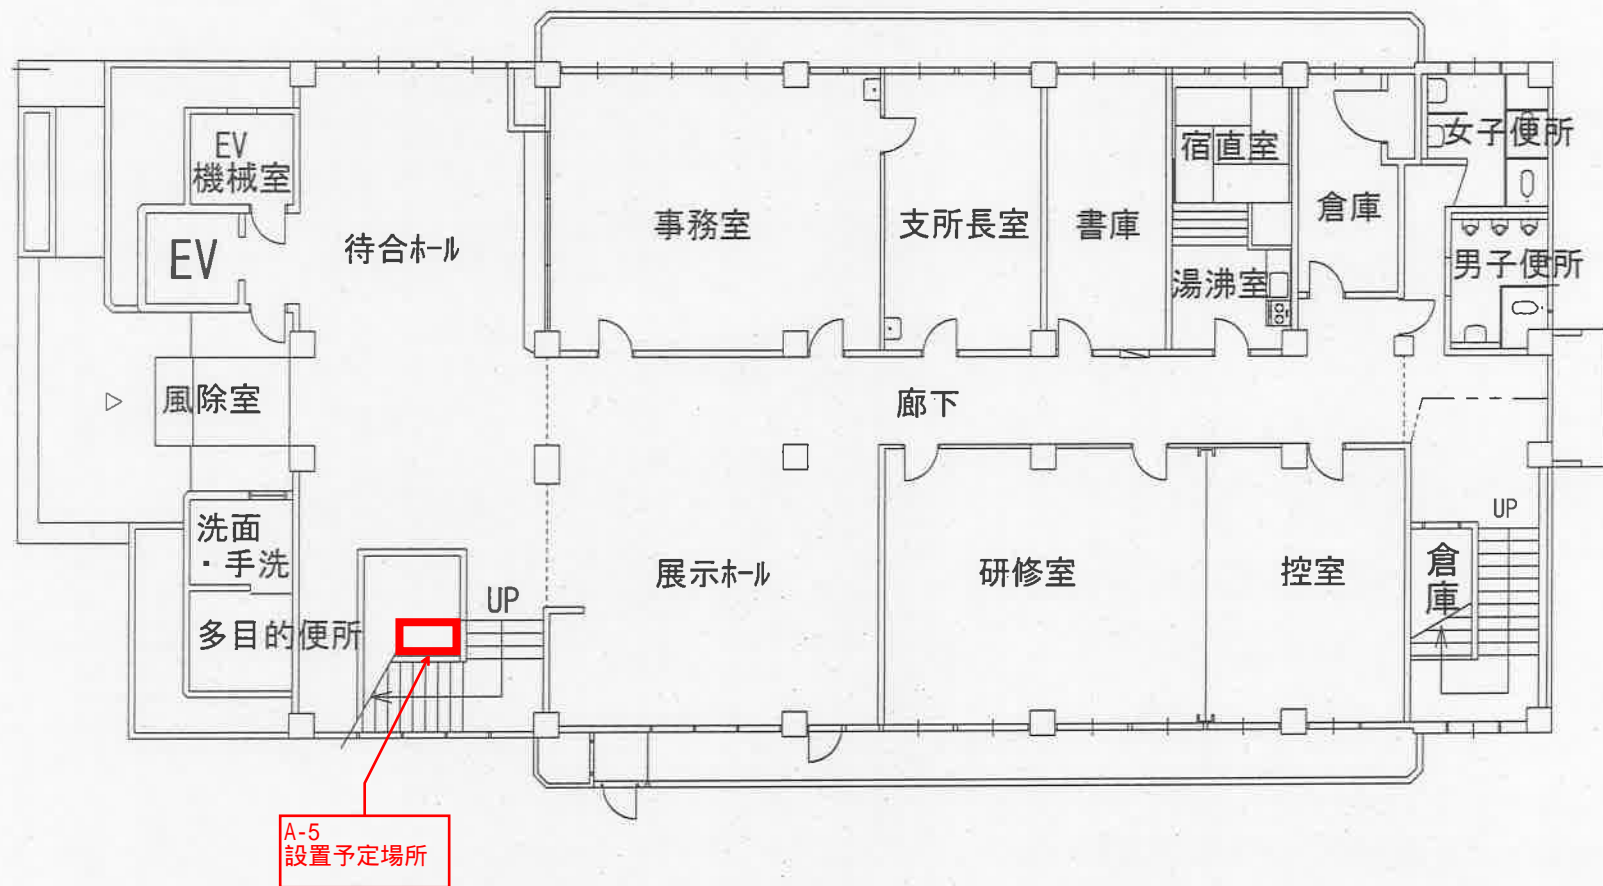 EV
機械室
EV
待合ホール
事務室
支所長室
書庫
宿直室
湯沸室
倉庫
女子便所
男子便所
風除室
廊下
洗面
・手洗
多目的便所
UP
展示ホール
研修室
控室
UP
倉
庫
A-5
設置予定場所